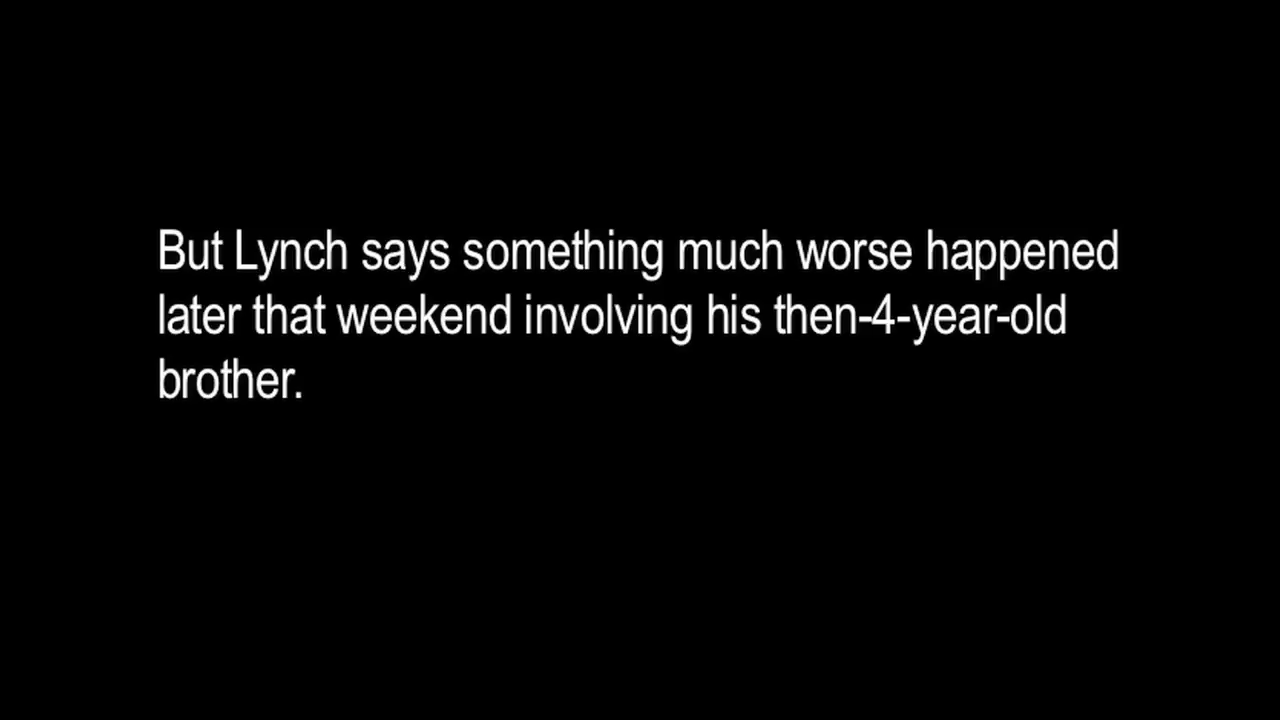 But Lynch says something much worse happened
later that weekend involving his then-4-year-old
brother.